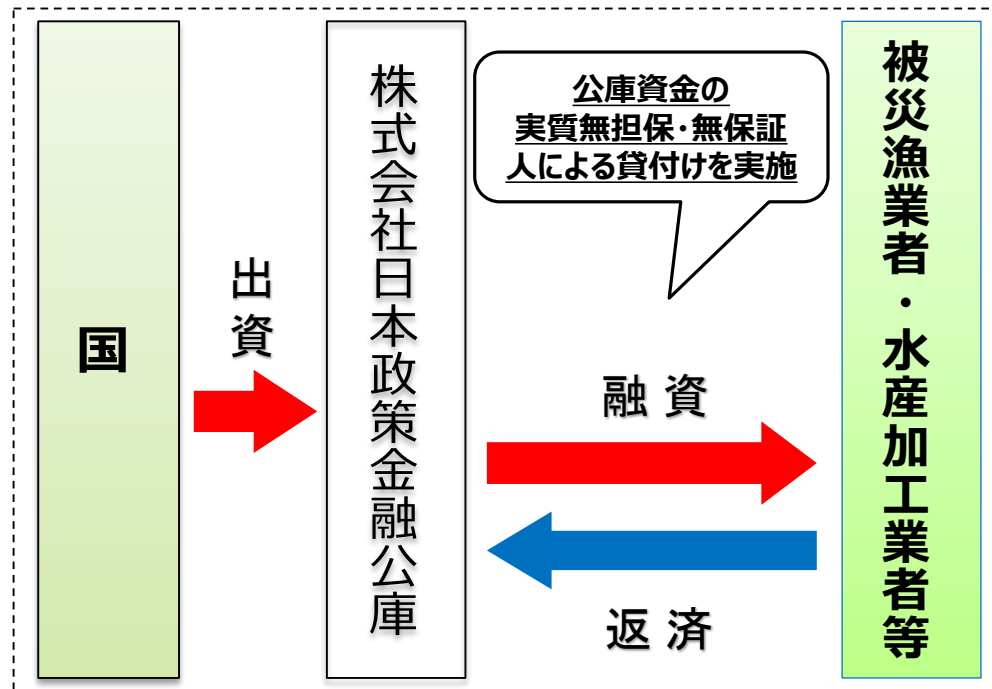 国
出資
株式会社日本政策金融公庫
公庫資金の
実質無担保・無保証
人による貸付けを実施
融資
返済
被災漁業者・水産加工業者等